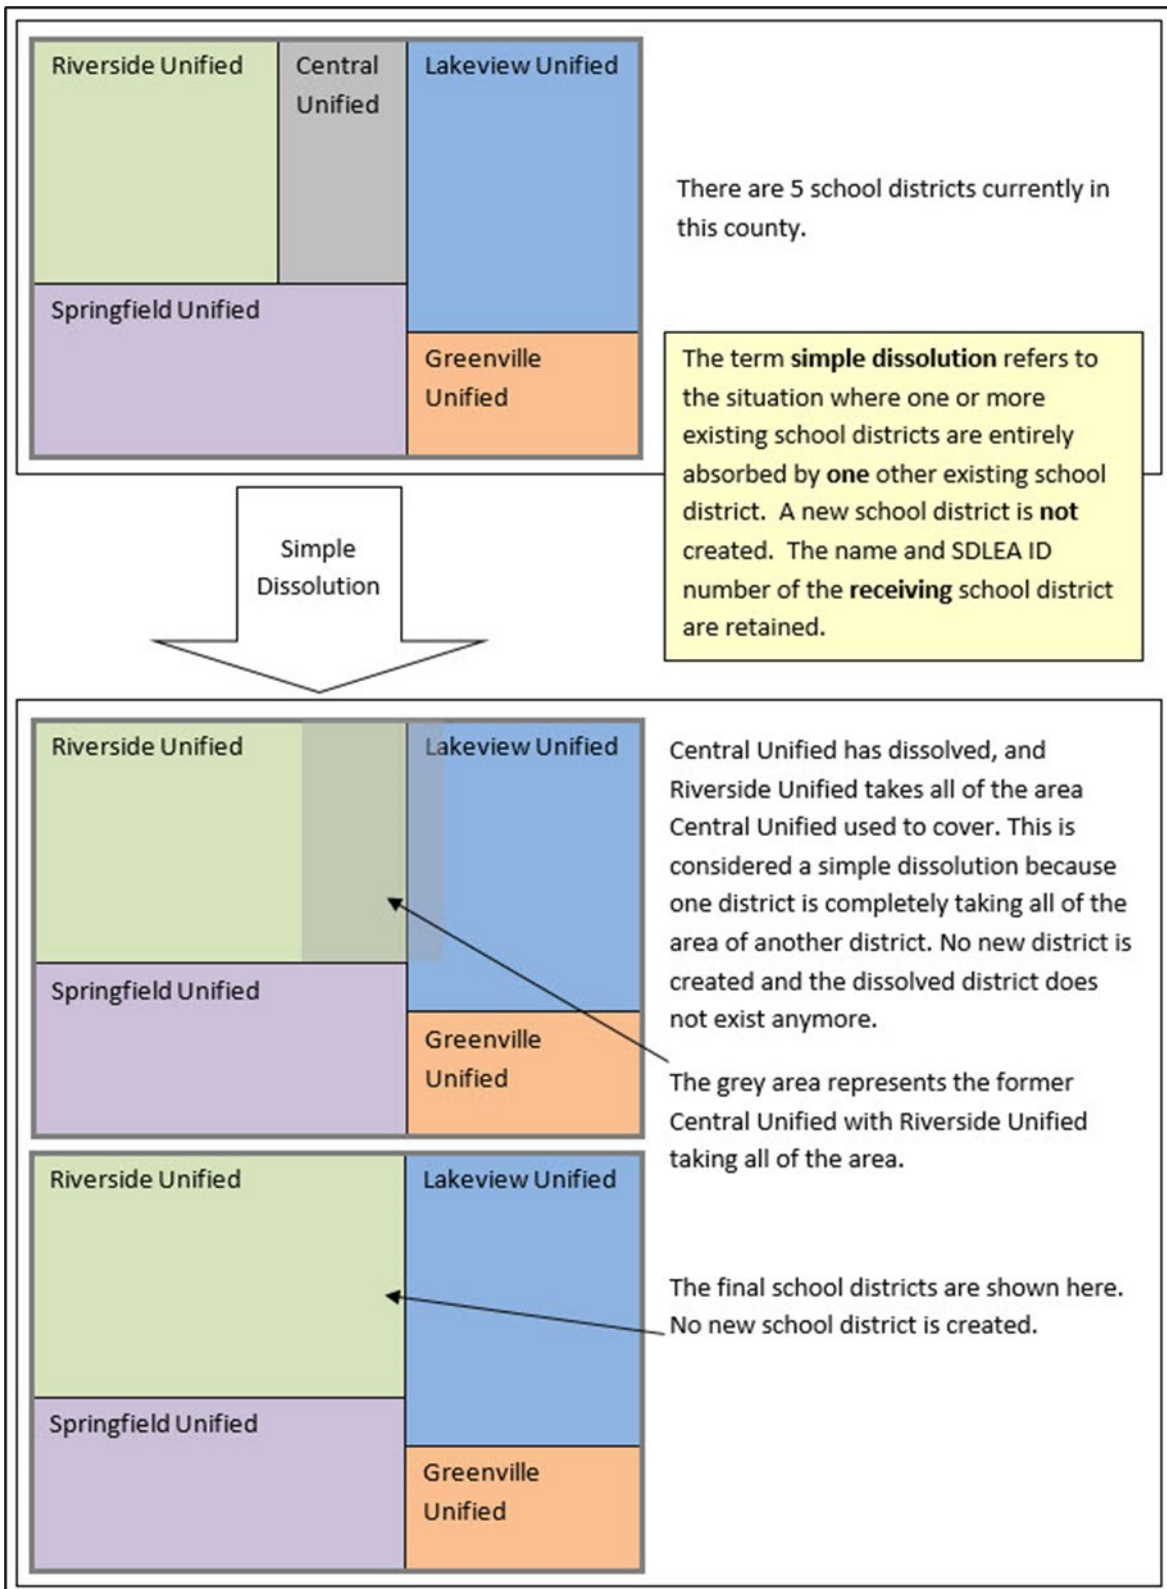 Riverside Unified
Central
Unified
Lakeview Unified
Springfield Unified
Greenville
Unified
There are 5 school districts currently in
this county.
The term simple dissolution refers to
the situation where one or more
existing school districts are entirely
absorbed by one other existing school
district.  A new school district is not
created.  The name and SDLEA ID
number of the receiving school district
are retained.
Simple
Dissolution
Riverside Unified
Lakeview Unified
Springfield Unified
Greenville
Unified
Central Unified has dissolved, and
Riverside Unified takes all of the area
Central Unified used to cover. This is
considered a simple dissolution because
one district is completely taking all of the
area of another district. No new district is
created and the dissolved district does
not exist anymore.
The grey area represents the former
Central Unified with Riverside Unified
taking all of the area.
Riverside Unified
Lakeview Unified
Springfield Unified
Greenville
Unified
The final school districts are shown here.
No new school district is created.